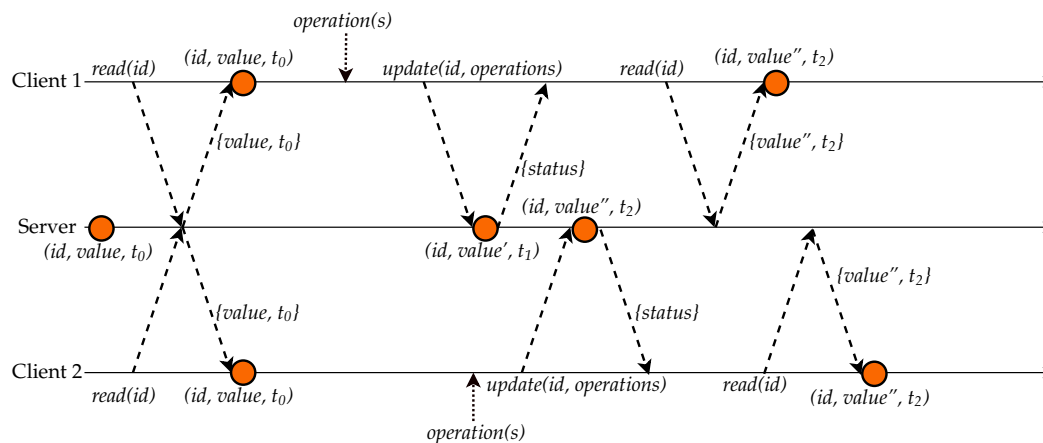 operation(s)
read(id)
(id, value, t0)
update(id, operations)
read(id)
(id, value”, t2)
Client 1
{value, t0}
{status}
{value”, t2}
(id, value”, t2)
Server
(id, value, t0)
(id, value’, t1)
{value, t0}
{status}
{value”, t2}
Client 2
read(id)
(id, value, t0)
update(id, operations)
read(id)
(id, value”, t2)
operation(s)